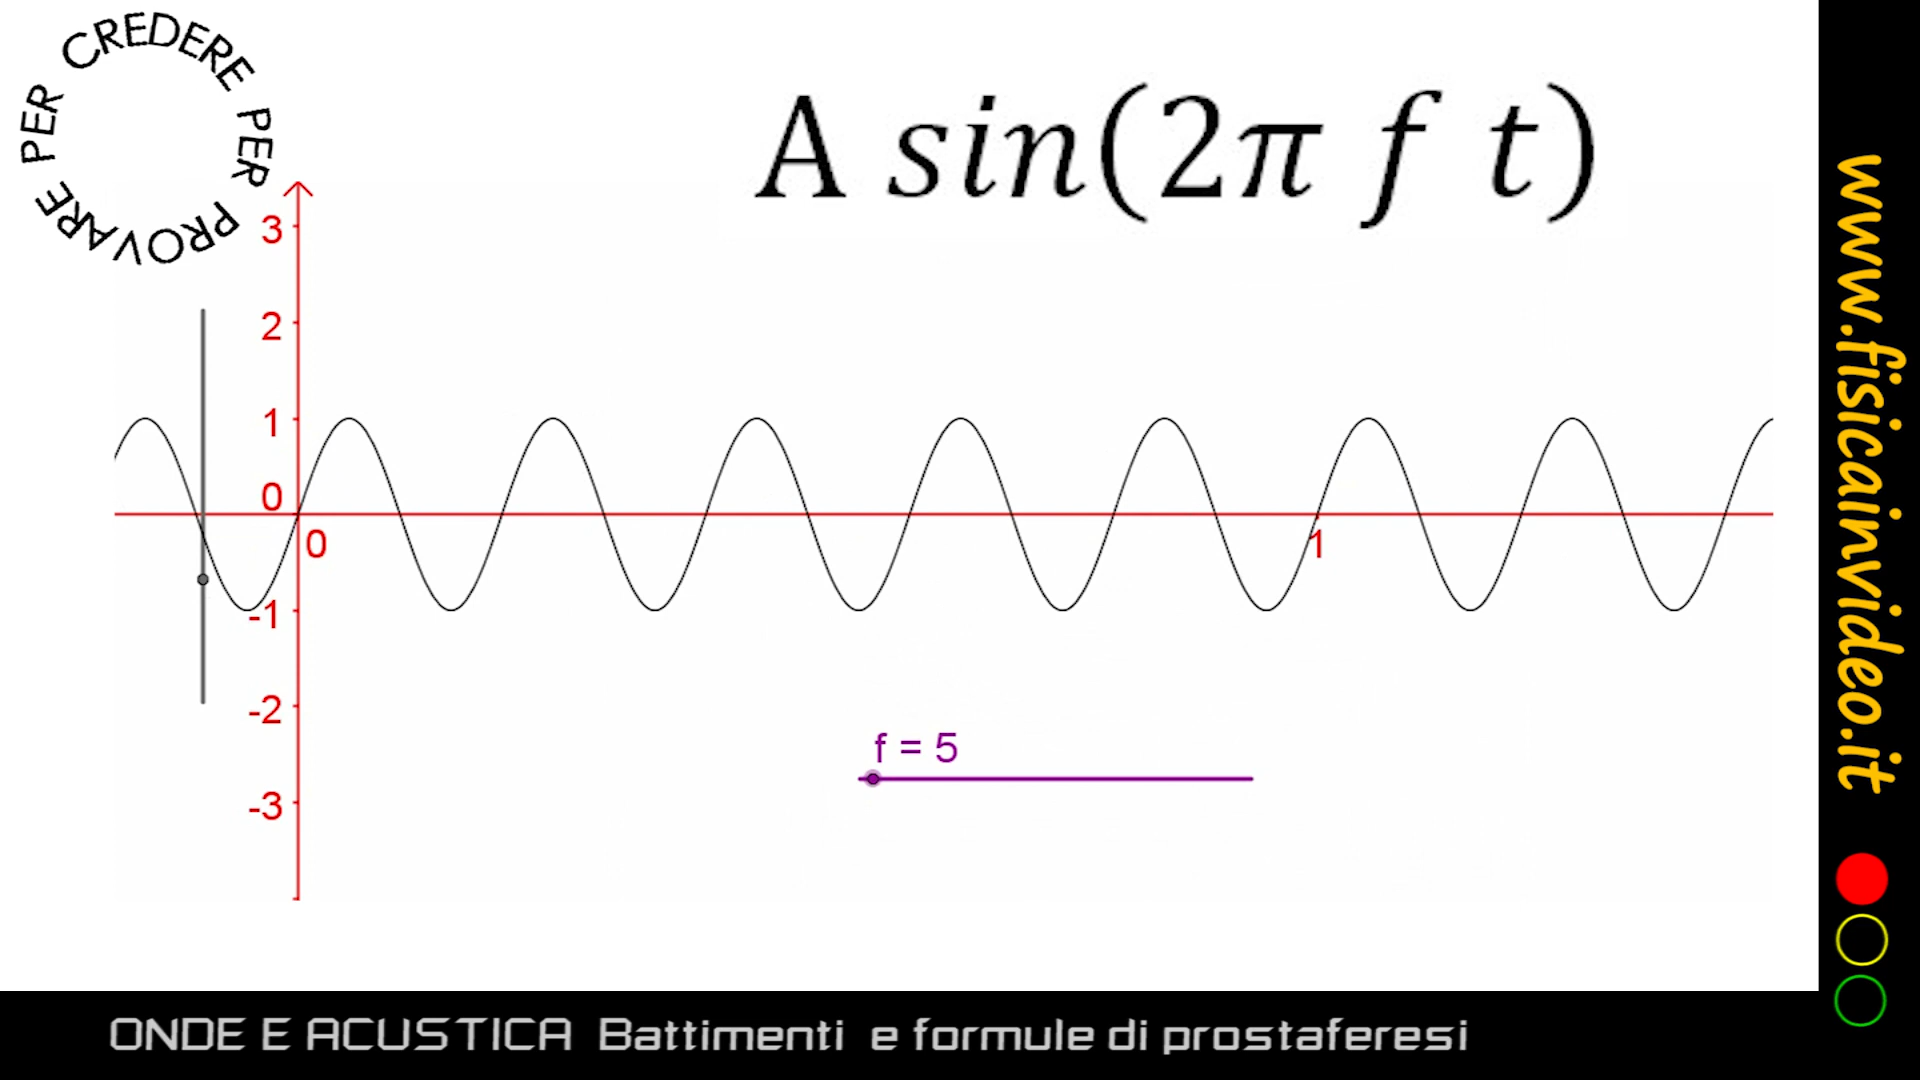 PER CREDERE PER PROVARE
A sin(2π f t)
3
2
1
0
0
1
-1
-2
-3
f = 5
www.fisicainvideo.it
ONDE E ACUSTICA Battimenti e formule di prostaferesi